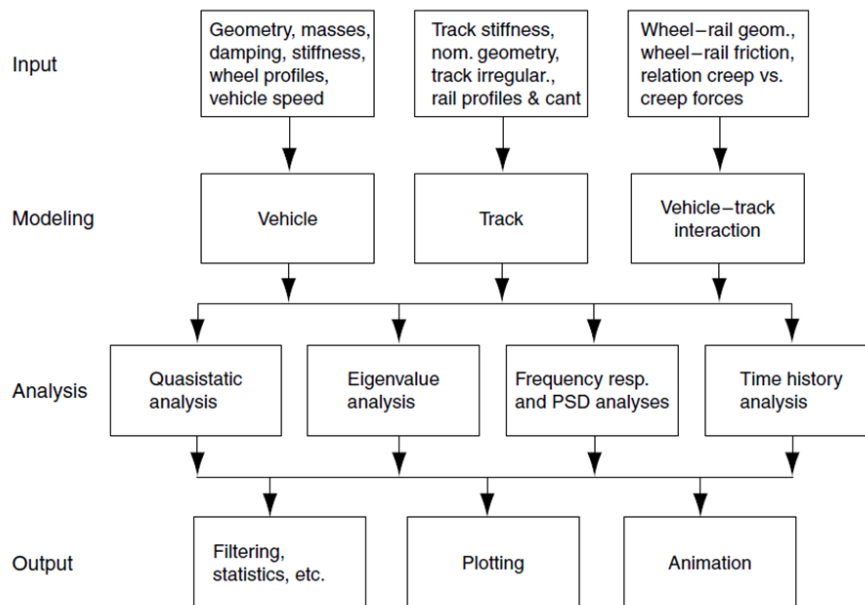 Input
Geometry, masses,
damping, stiffness,
wheel profiles,
vehicle speed
Track stiffness,
nom. geometry,
track irregular.,
rail profiles & cant
Wheel–rail geom.,
wheel–rail friction,
relation creep vs.
creep forces
Modeling
Vehicle
Track
Vehicle–track
interaction
Analysis
Quasistatic
analysis
Eigenvalue
analysis
Frequency resp.
and PSD analyses
Time history
analysis
Output
Filtering,
statistics, etc.
Plotting
Animation